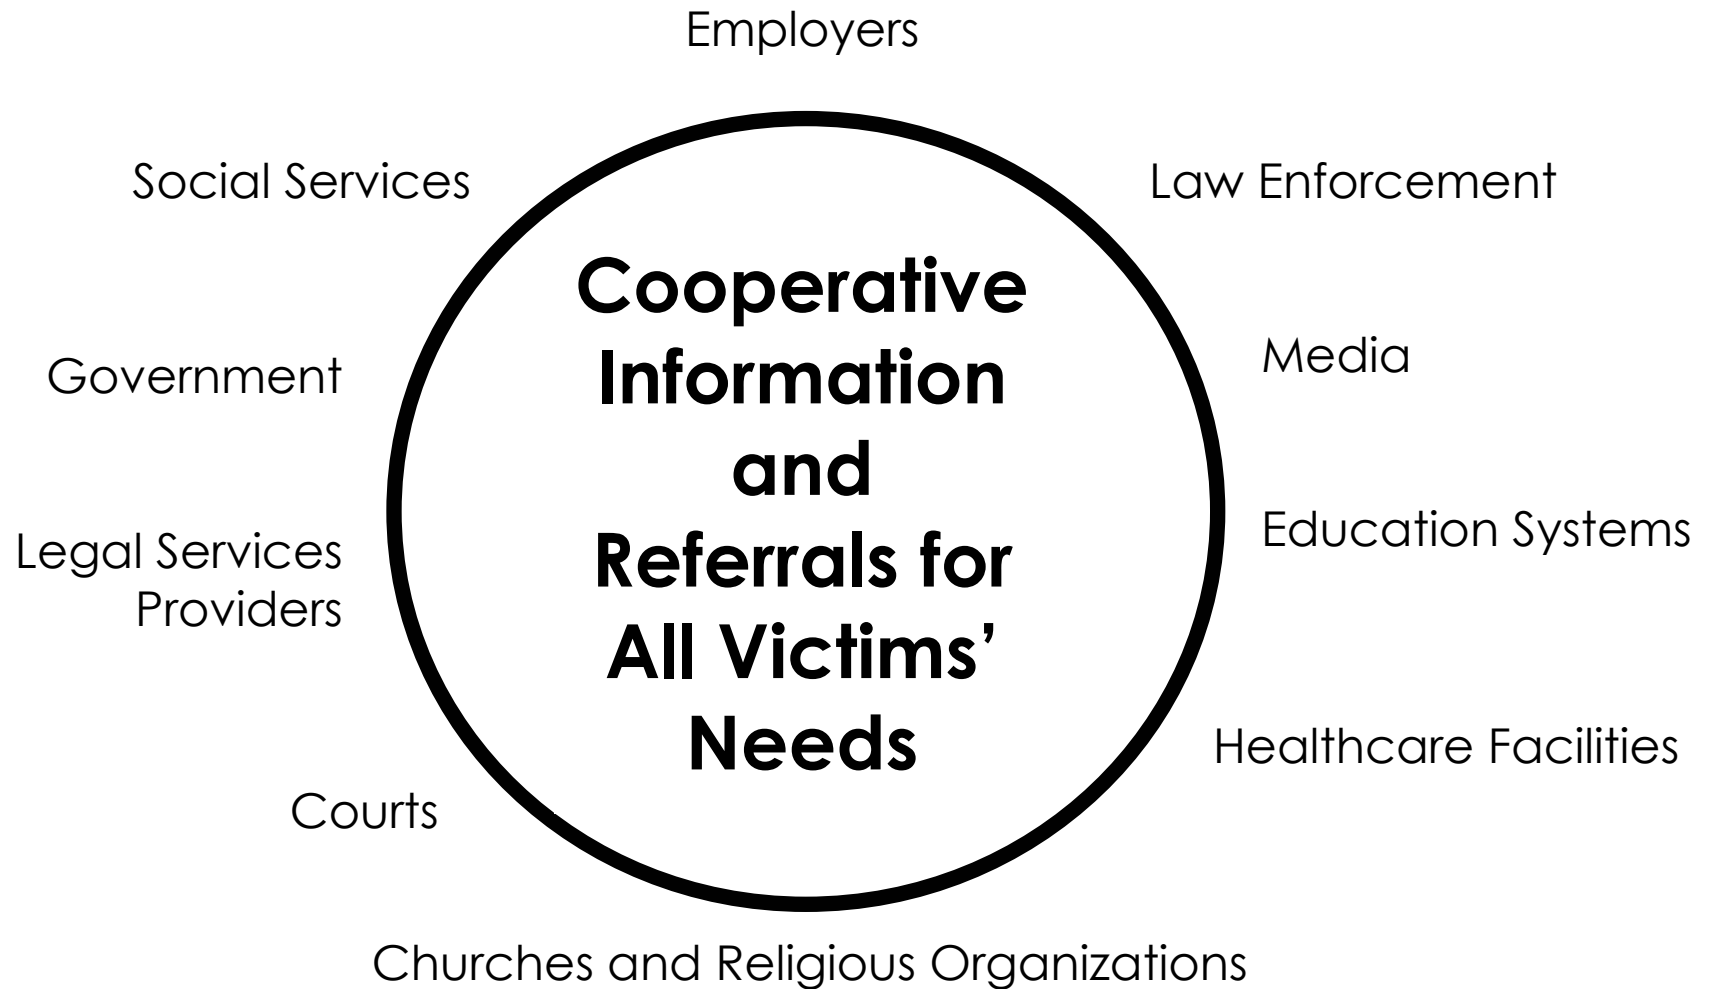 Employers
Social Services
Law Enforcement
Cooperative
Information
and
Referrals for
All Victims’
Needs
Government
Media
Legal Services
Providers
Education Systems
Healthcare Facilities
Courts
Churches and Religious Organizations